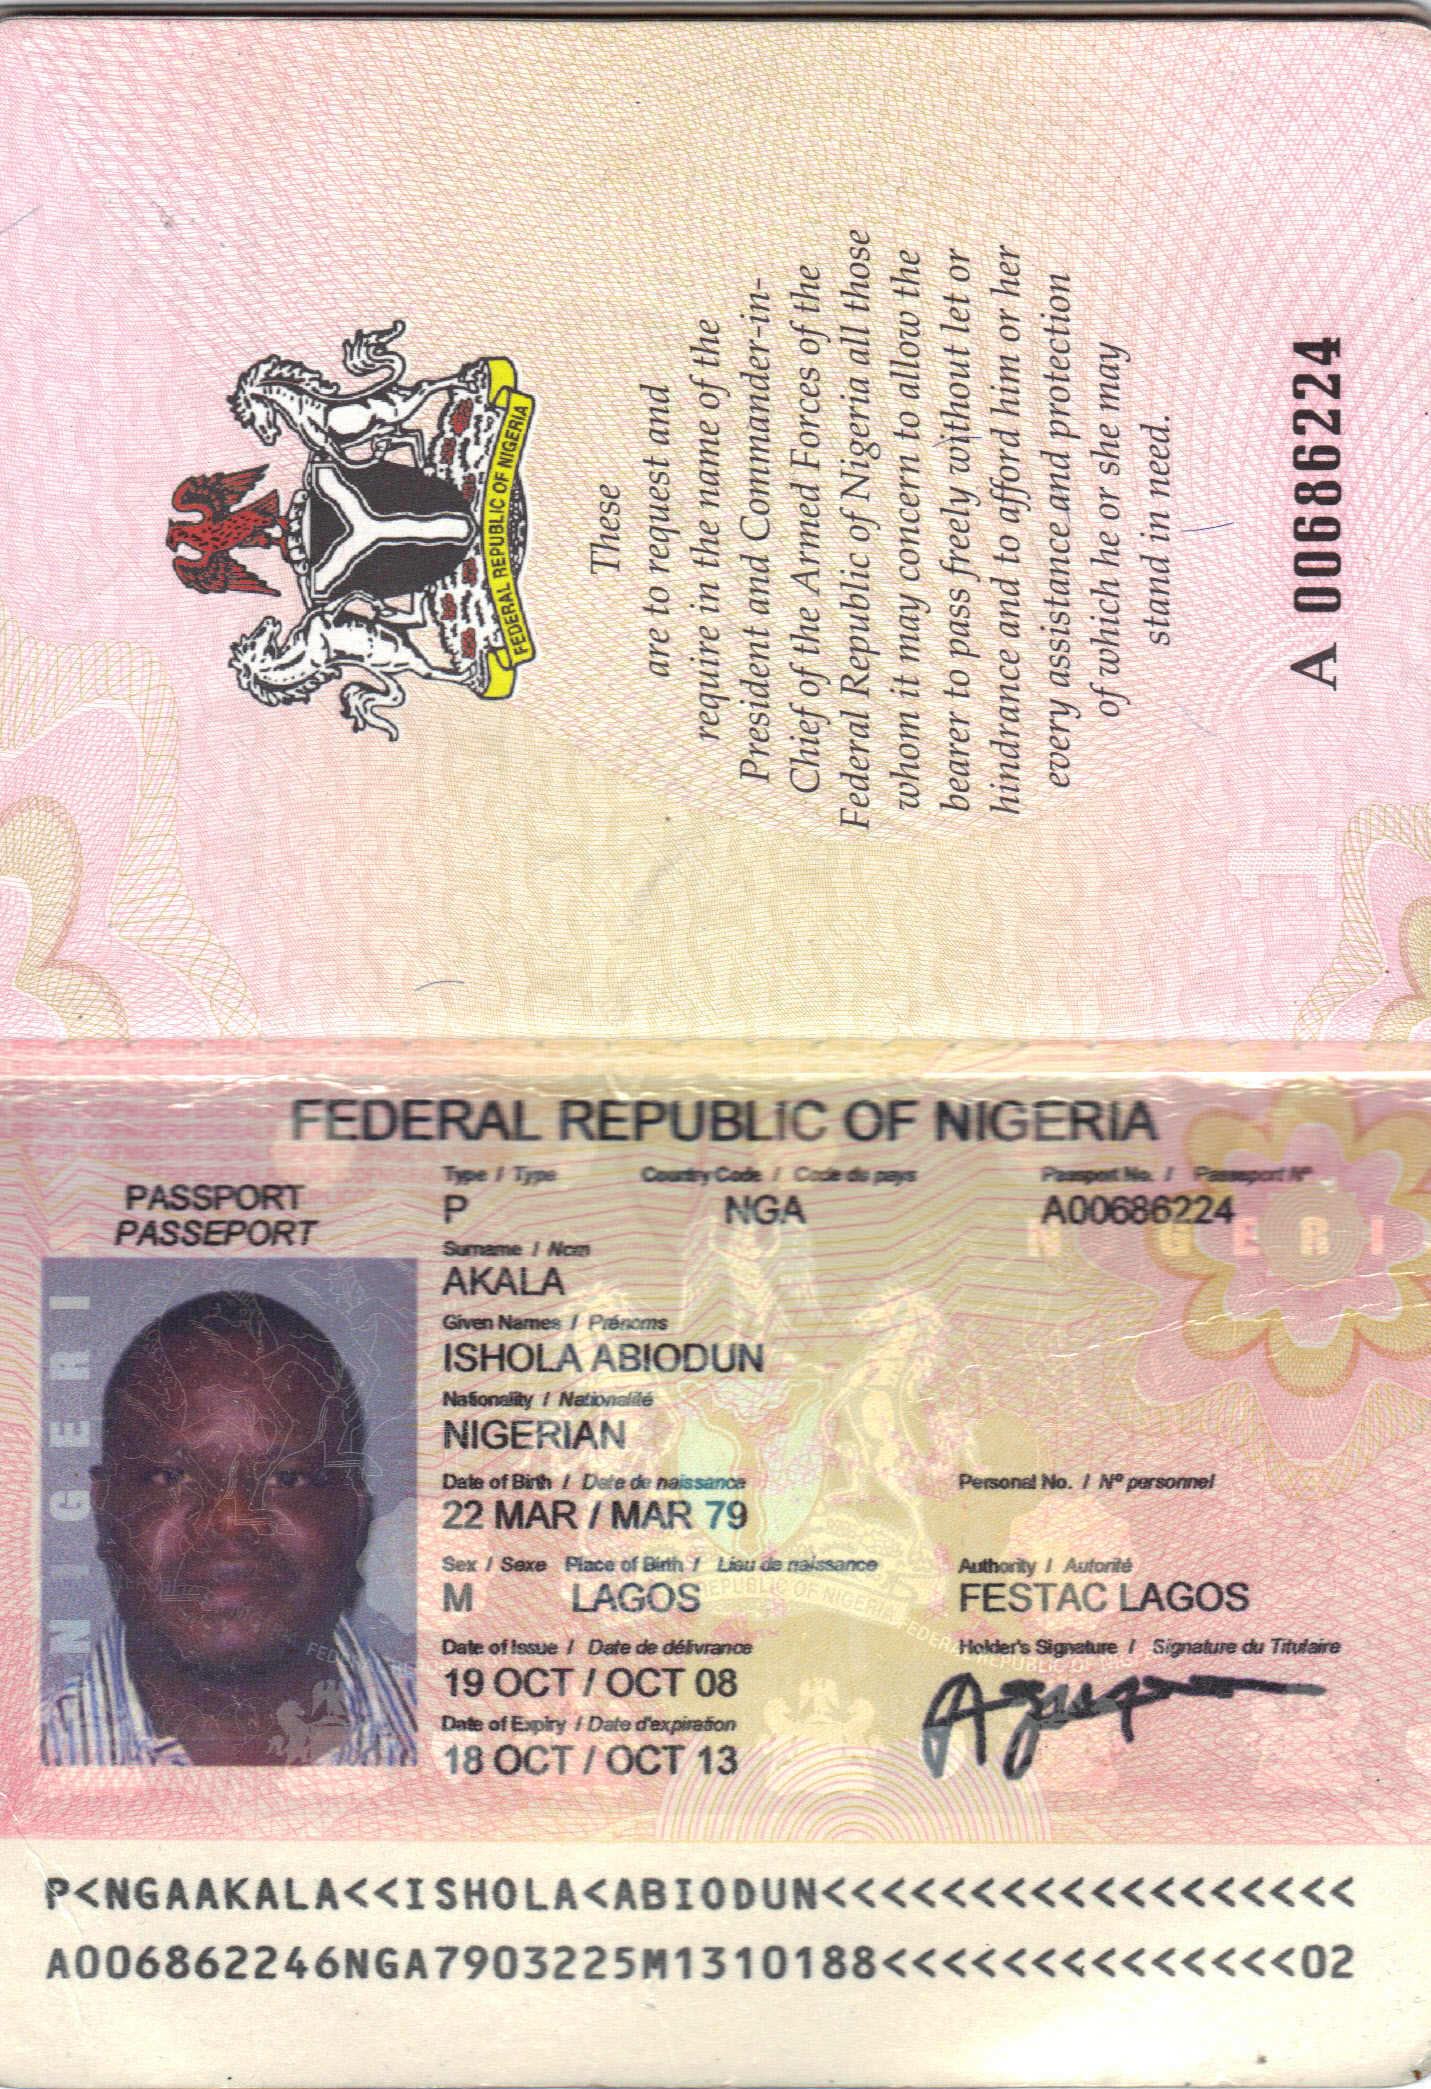 FEDERAL REPUBLIC OF NIGERIA
These
are to request and
require in the name of the
President and Commander-in-
Chief of the Armed Forces of the
Federal Republic of Nigeria all those
whom it may concern to allow the
bearer to pass freely without let or
hindrance and to afford him or her
every assistance and protection
of which he or she may
stand in need.
A 00686224
1
FEDERAL REPUBLIC OF NIGERIA
PASSPORT
PASSEPORT
Type / Type Country Code / Code du pays Passport No. / Passeport N°
P NGA A00686224
Surname / Nom
AKALA
Given Names / Prénoms
ISHOLA ABIODUN
Nationality / Nationalité
NIGERIAN
Date of Birth / Date de naissance Personal No. / N° personnel
22 MAR / MAR 79
Sex / Sexe Place of Birth / Lieu de naissance Authority / Autorité
M LAGOS FESTAC LAGOS
Date of Issue / Date de délivrance Holder's Signature / Signature du Titulaire
19 OCT / OCT 08
Date of Expiry / Date d'expiration
18 OCT / OCT 13
NIGERI
N GERI
REPUBLIC OF NIGERIA
P<NGAAKALA<<ISHOLA<ABIODUN<<<<<<<<<<<<<<<<<<
A006862246NGA7903225M1310188<<<<<<<<<<<<<<02